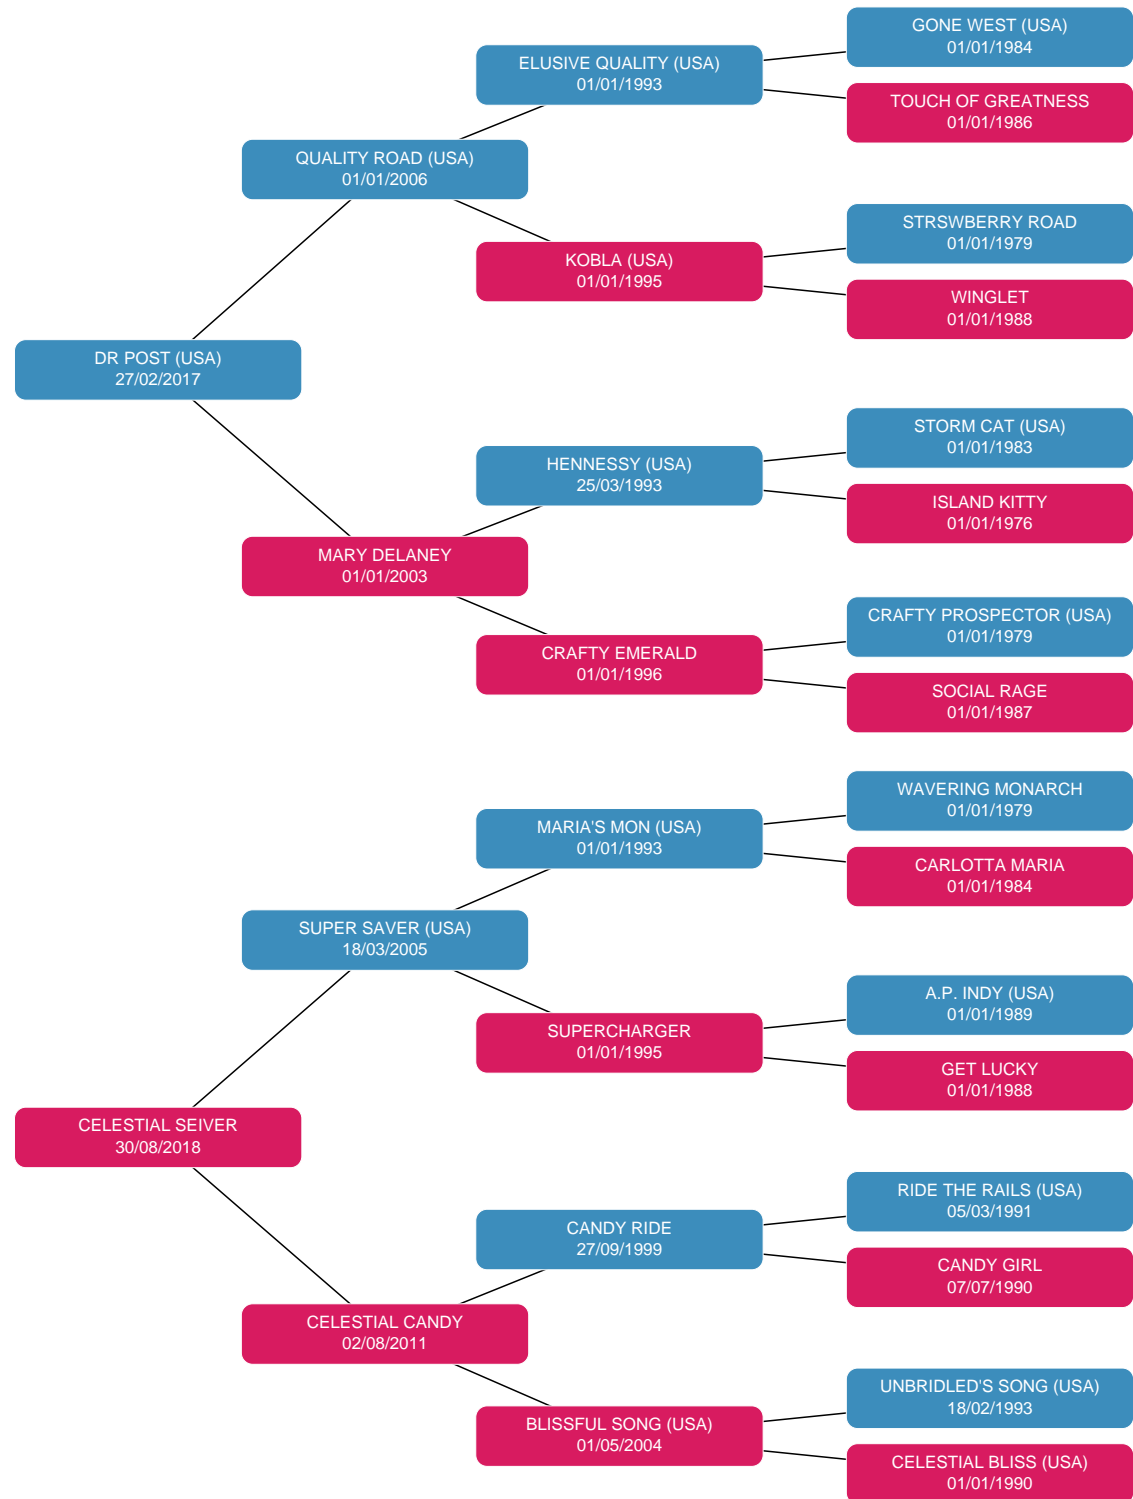 GONE WEST (USA)
01/01/1984
ELUSIVE QUALITY (USA)
01/01/1993
TOUCH OF GREATNESS
01/01/1986
QUALITY ROAD (USA)
01/01/2006
STRSWBERRY ROAD
01/01/1979
KOBLA (USA)
01/01/1995
WINGLET
01/01/1988
DR POST (USA)
27/02/2017
STORM CAT (USA)
01/01/1983
HENNESSY (USA)
25/03/1993
ISLAND KITTY
01/01/1976
MARY DELANEY
01/01/2003
CRAFTY PROSPECTOR (USA)
01/01/1979
CRAFTY EMERALD
01/01/1996
SOCIAL RAGE
01/01/1987
WAVERING MONARCH
01/01/1979
MARIA'S MON (USA)
01/01/1993
CARLOTTA MARIA
01/01/1984
SUPER SAVER (USA)
18/03/2005
A.P. INDY (USA)
01/01/1989
SUPERCHARGER
01/01/1995
GET LUCKY
01/01/1988
CELESTIAL SEIVER
30/08/2018
RIDE THE RAILS (USA)
05/03/1991
CANDY RIDE
27/09/1999
CANDY GIRL
07/07/1990
CELESTIAL CANDY
02/08/2011
UNBRIDLED'S SONG (USA)
18/02/1993
BLISSFUL SONG (USA)
01/05/2004
CELESTIAL BLISS (USA)
01/01/1990